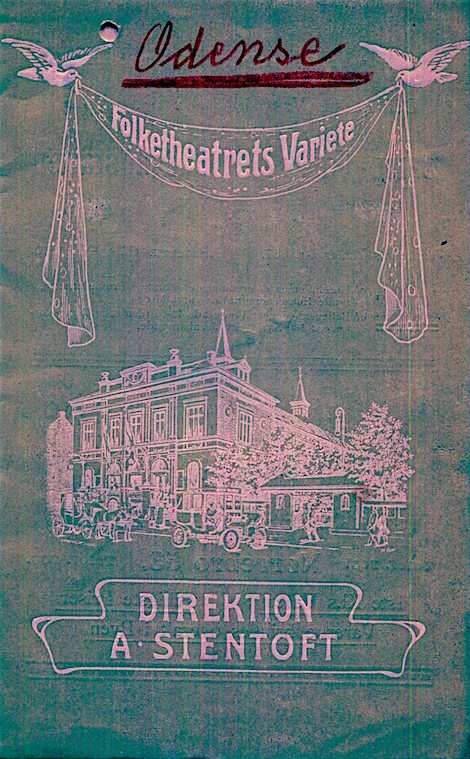 Odense
Folketheatrets Variete
DIREKTION
A. STENTOFT